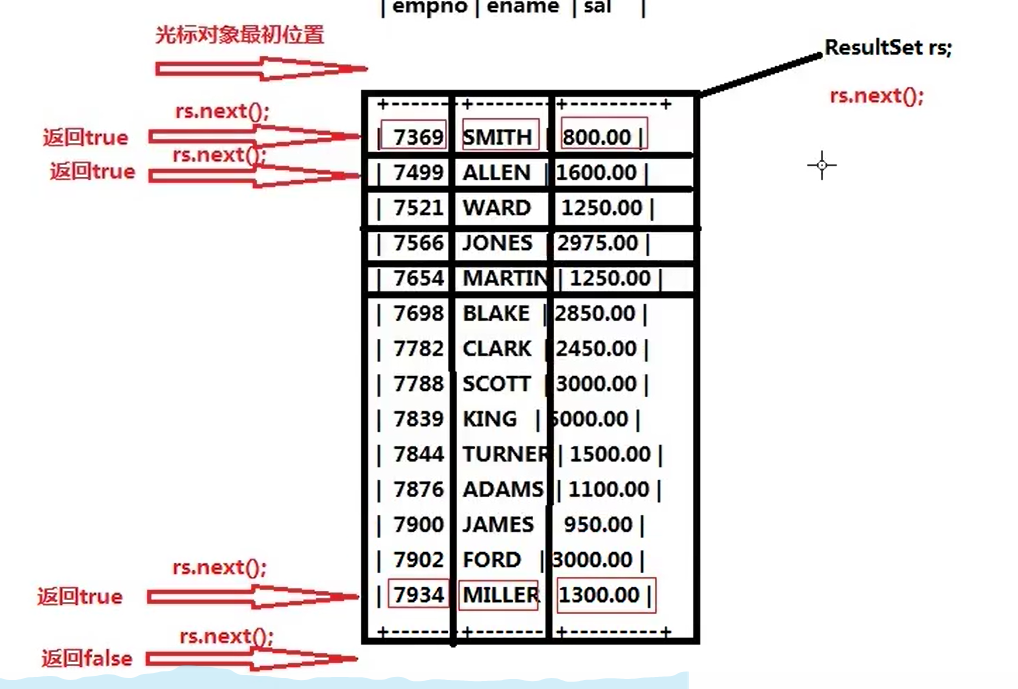 | empno | ename | sal |
光标对象最初位置
ResultSet rs;
rs.next();
+-------+--------+---------+
rs.next();
返回true
| 7369 | SMITH | 800.00 |
rs.next();
返回true
| 7499 | ALLEN | 1600.00 |
| 7521 | WARD | 1250.00 |
| 7566 | JONES | 2975.00 |
| 7654 | MARTIN | 1250.00 |
| 7698 | BLAKE | 2850.00 |
| 7782 | CLARK | 2450.00 |
| 7788 | SCOTT | 3000.00 |
| 7839 | KING | 5000.00 |
| 7844 | TURNER | 1500.00 |
| 7876 | ADAMS | 1100.00 |
| 7900 | JAMES | 950.00 |
| 7902 | FORD | 3000.00 |
rs.next();
返回true
| 7934 | MILLER | 1300.00 |
+-------+--------+---------+
rs.next();
返回false